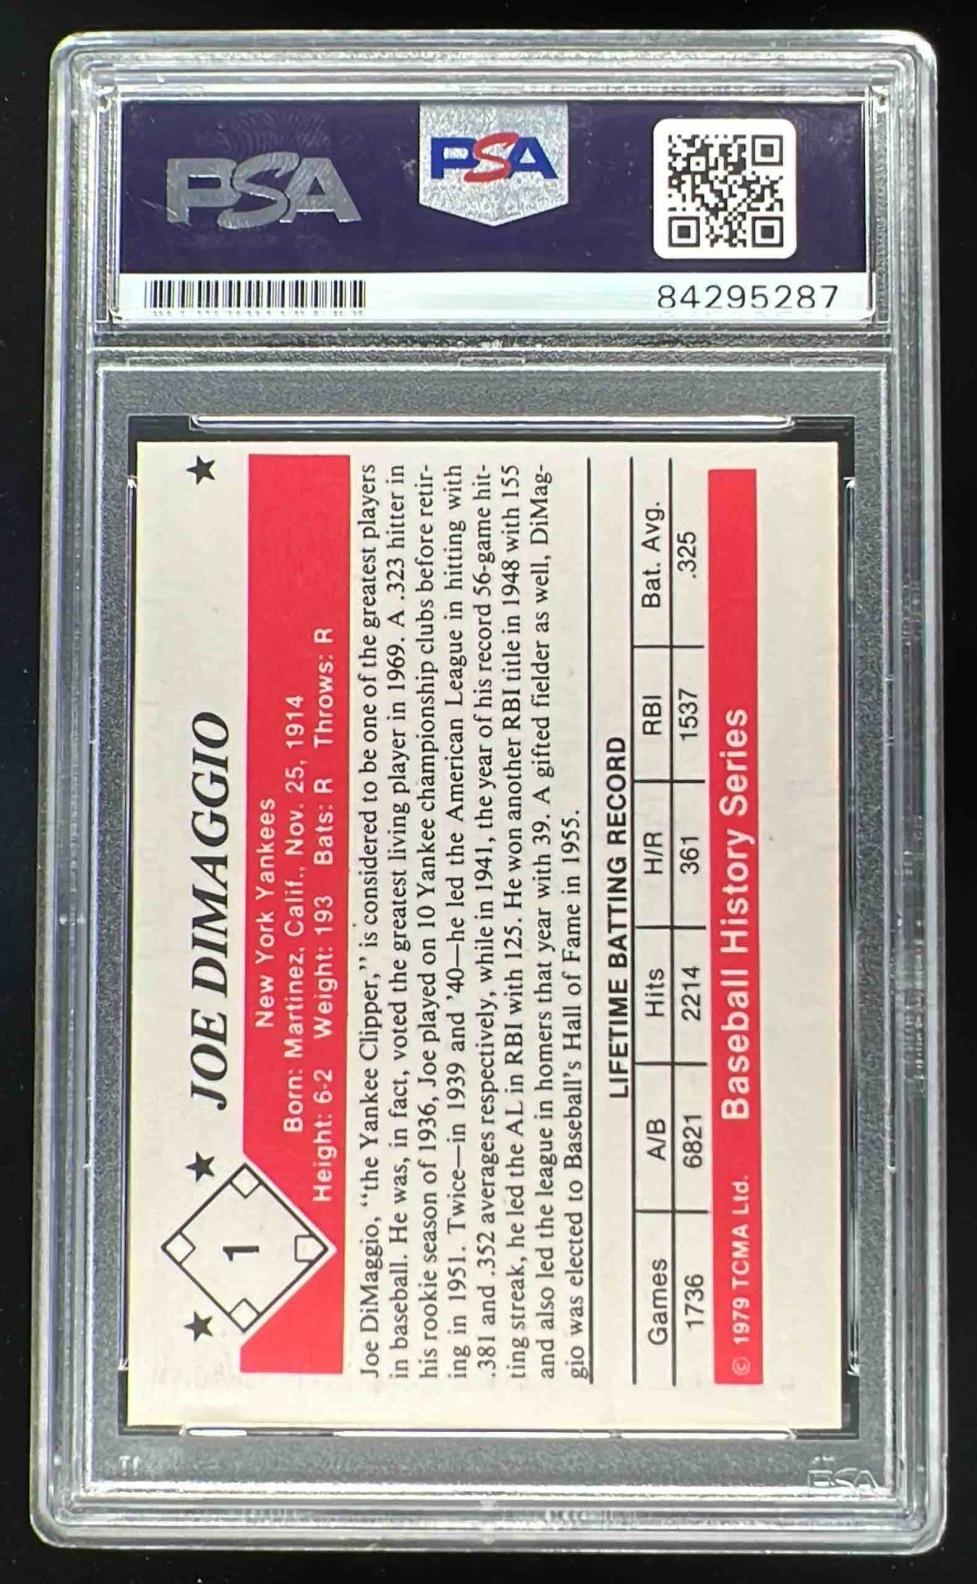 PSA
PSA
84295287
1
JOE DIMAGGIO
New York Yankees
Born: Martinez, Calif., Nov. 25, 1914
Height: 6-2 Weight: 193 Bats: R Throws: R
Joe DiMaggio, “the Yankee Clipper,” is considered to be one of the greatest players
in baseball. He was, in fact, voted the greatest living player in 1969. A .323 hitter in
his rookie season of 1936, Joe played on 10 Yankee championship clubs before retir-
ing in 1951. Twice—in 1939 and ’40—he led the American League in hitting with
.381 and .352 averages respectively, while in 1941, the year of his record 56-game hit-
ting streak, he led the AL in RBI with 125. He won another RBI title in 1948 with 155
and also led the league in homers that year with 39. A gifted fielder as well, DiMag-
gio was elected to Baseball’s Hall of Fame in 1955.
LIFETIME BATTING RECORD
Games A/B Hits H/R RBI Bat. Avg.
1736 6821 2214 361 1537 .325
© 1979 TCMA Ltd. Baseball History Series
PSA